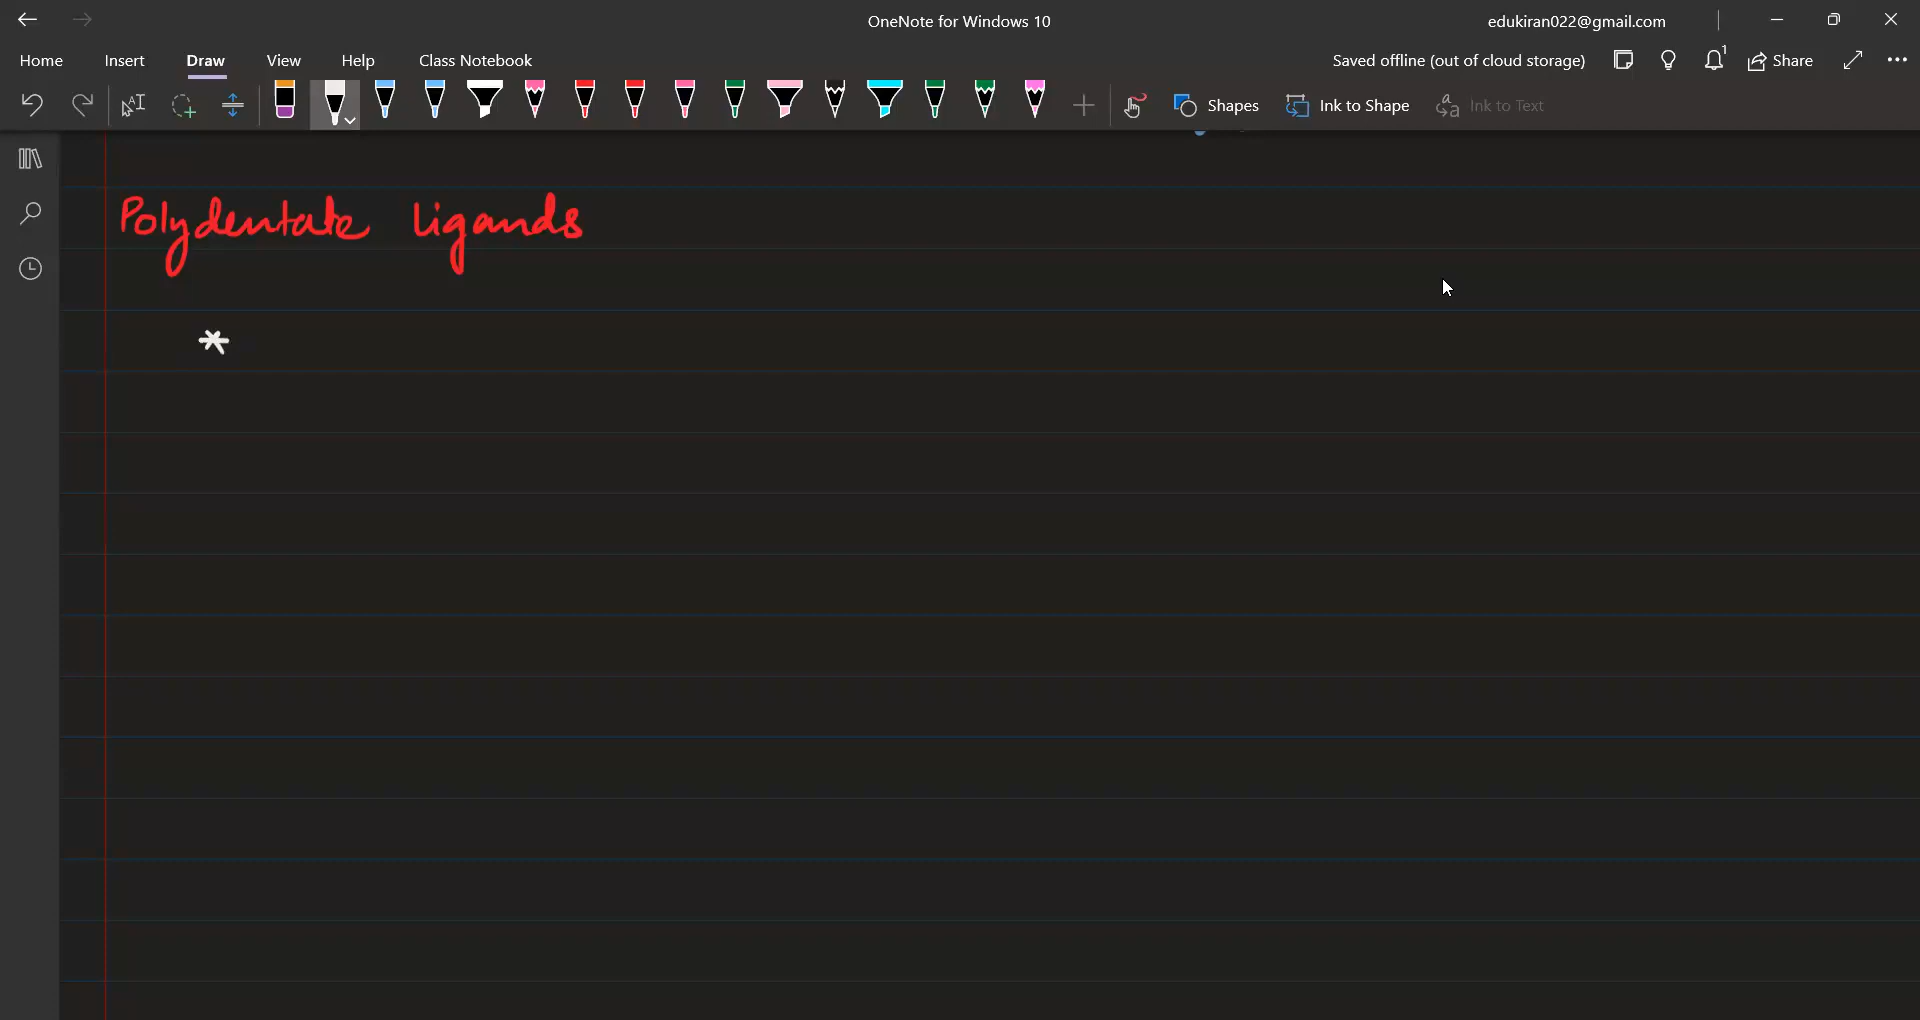 OneNote for Windows 10
edukiran022@gmail.com
Home Insert Draw View Help Class Notebook
Saved offline (out of cloud storage)
1
Share
Shapes Ink to Shape Ink to Text
Polydentate ligands
*